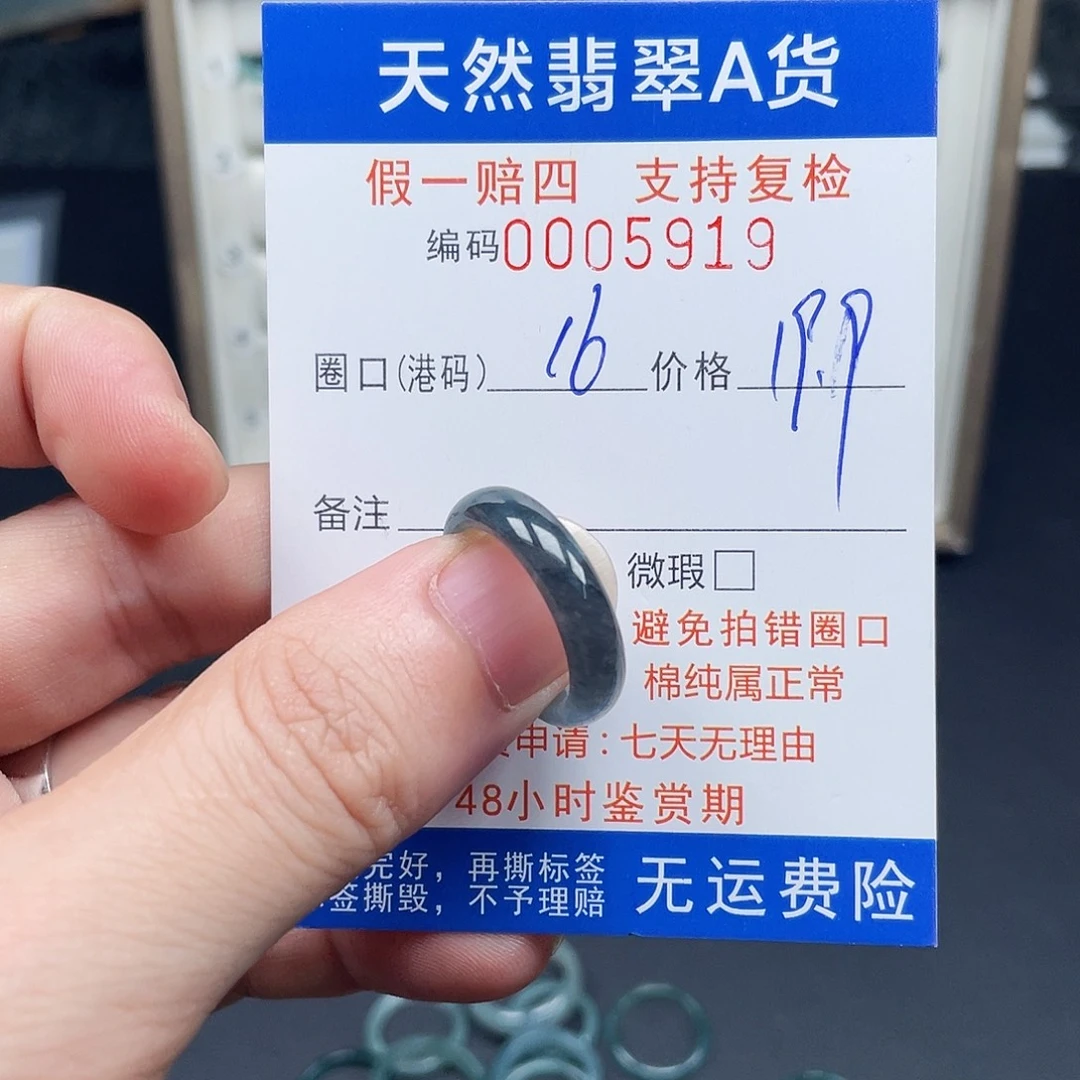 天然翡翠A货
假一赔四 支持复检
编码0005919
圈口(港码) 16 价格
备注
微瑕
避免拍错圈口
棉纯属正常
申请:七天无理由
48小时鉴赏期
完好,再撕标签
签撕毁,不予理赔
无运费险